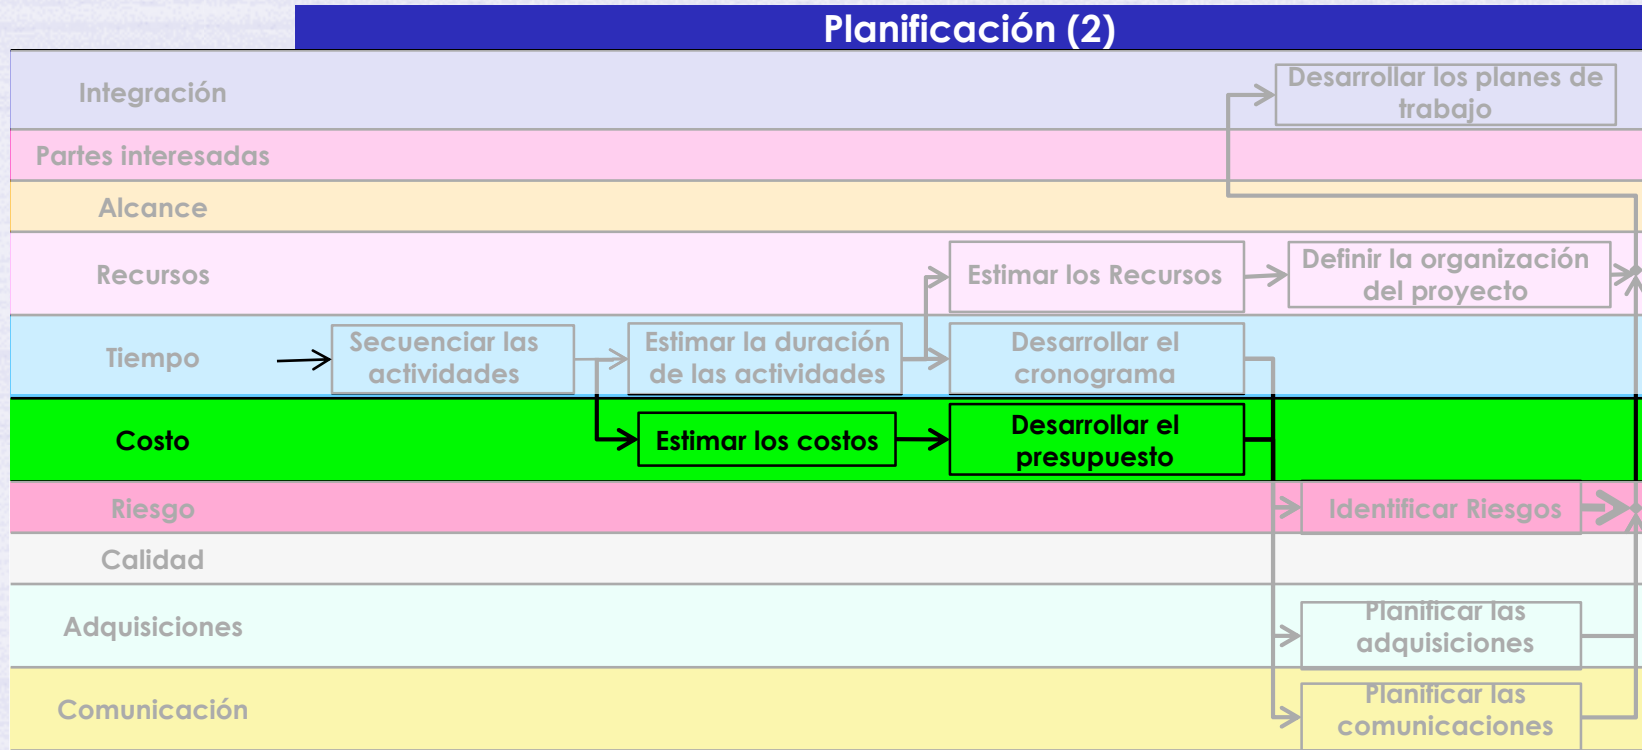 Planificación (2)
Integración
Desarrollar los planes de
trabajo
Partes interesadas
Alcance
Recursos
Estimar los Recursos
Definir la organización
del proyecto
Tiempo
Secuenciar las
actividades
Estimar la duración
de las actividades
Desarrollar el
cronograma
Costo
Estimar los costos
Desarrollar el
presupuesto
Riesgo
Identificar Riesgos
Calidad
Adquisiciones
Planificar las
adquisiciones
Comunicación
Planificar las
comunicaciones